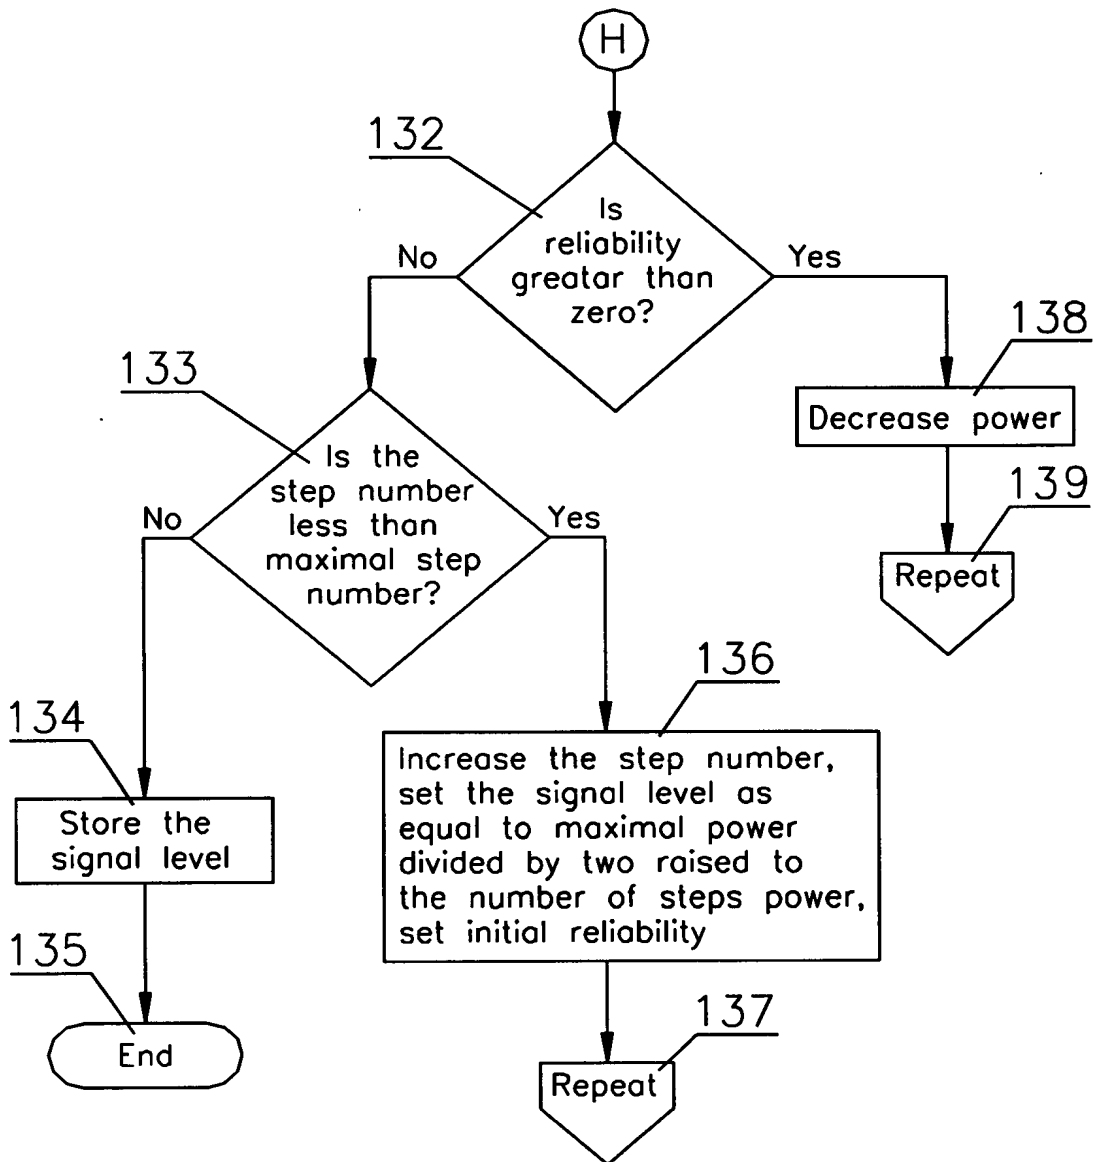 H
132
Is
reliability
greatar than
zero?
No
Yes
138
Decrease power
139
Repeat
133
Is the
step number
less than
maximal step
number?
No
Yes
134
Store the
signal level
135
End
136
Increase the step number,
set the signal level as
equal to maximal power
divided by two raised to
the number of steps power,
set initial reliability
137
Repeat